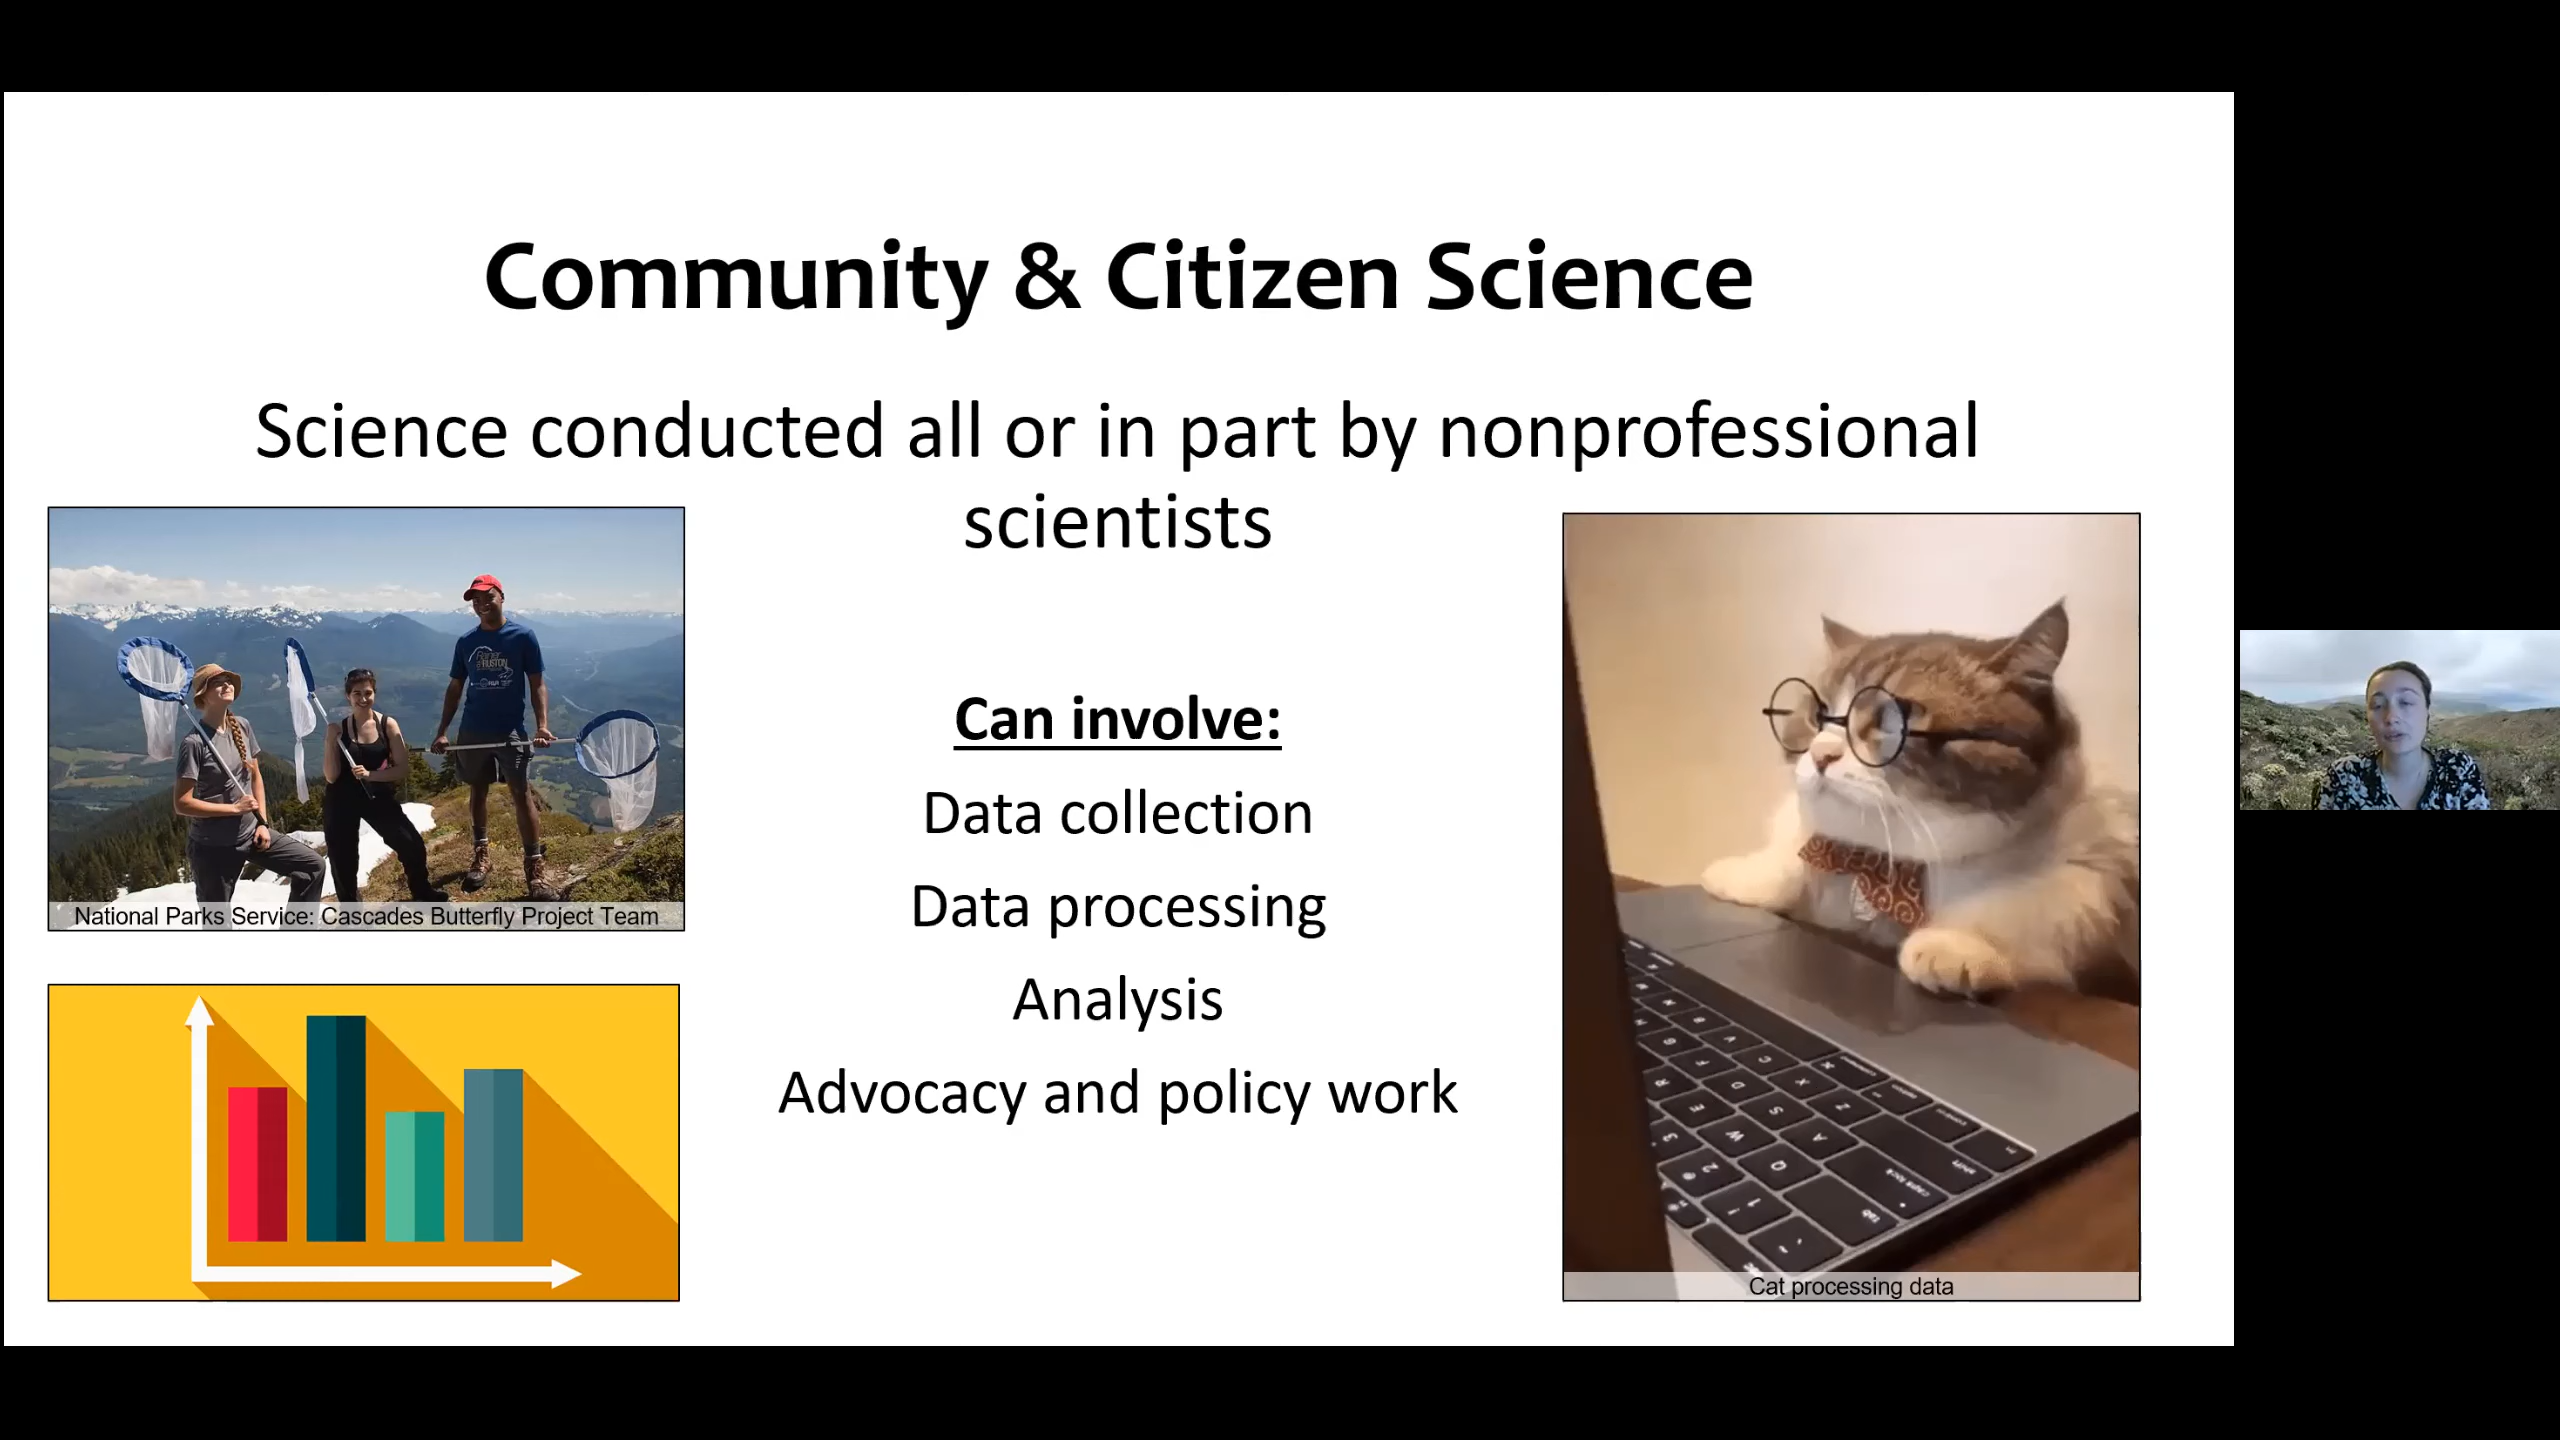 Community & Citizen Science
Science conducted all or in part by nonprofessional
scientists
Can involve:
Data collection
Data processing
Analysis
Advocacy and policy work
National Parks Service: Cascades Butterfly Project Team
Cat processing data